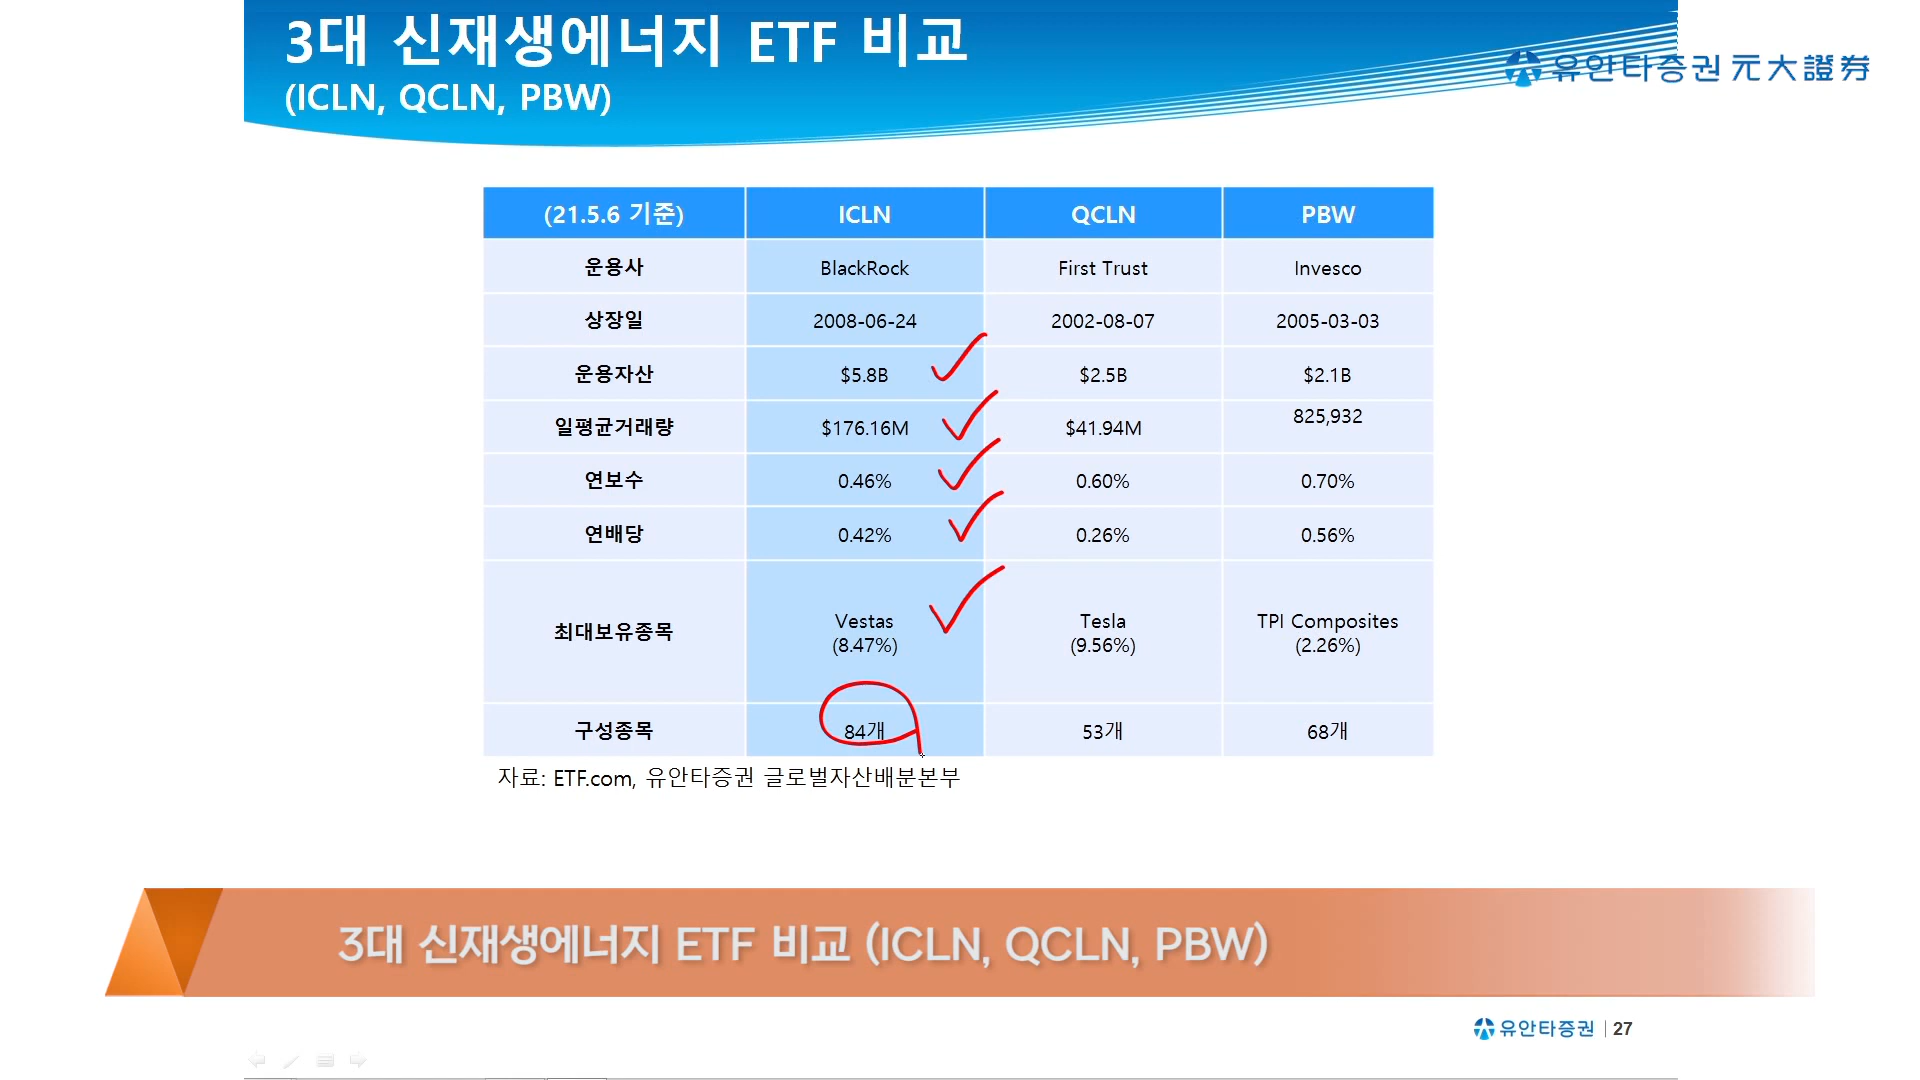 3대 신재생에너지 ETF 비교
(ICLN, QCLN, PBW)
유안타증권 元大證券
(21.5.6 기준) ICLN QCLN PBW
운용사 BlackRock First Trust Invesco
상장일 2008-06-24 2002-08-07 2005-03-03
운용자산 $5.8B $2.5B $2.1B
일평균거래량 $176.16M $41.94M 825,932
연보수 0.46% 0.60% 0.70%
연배당 0.42% 0.26% 0.56%
최대보유종목 Vestas (8.47%) Tesla (9.56%) TPI Composites (2.26%)
구성종목 84개 53개 68개
자료: ETF.com, 유안타증권 글로벌자산배분본부
3대 신재생에너지 ETF 비교 (ICLN, QCLN, PBW)
유안타증권 | 27